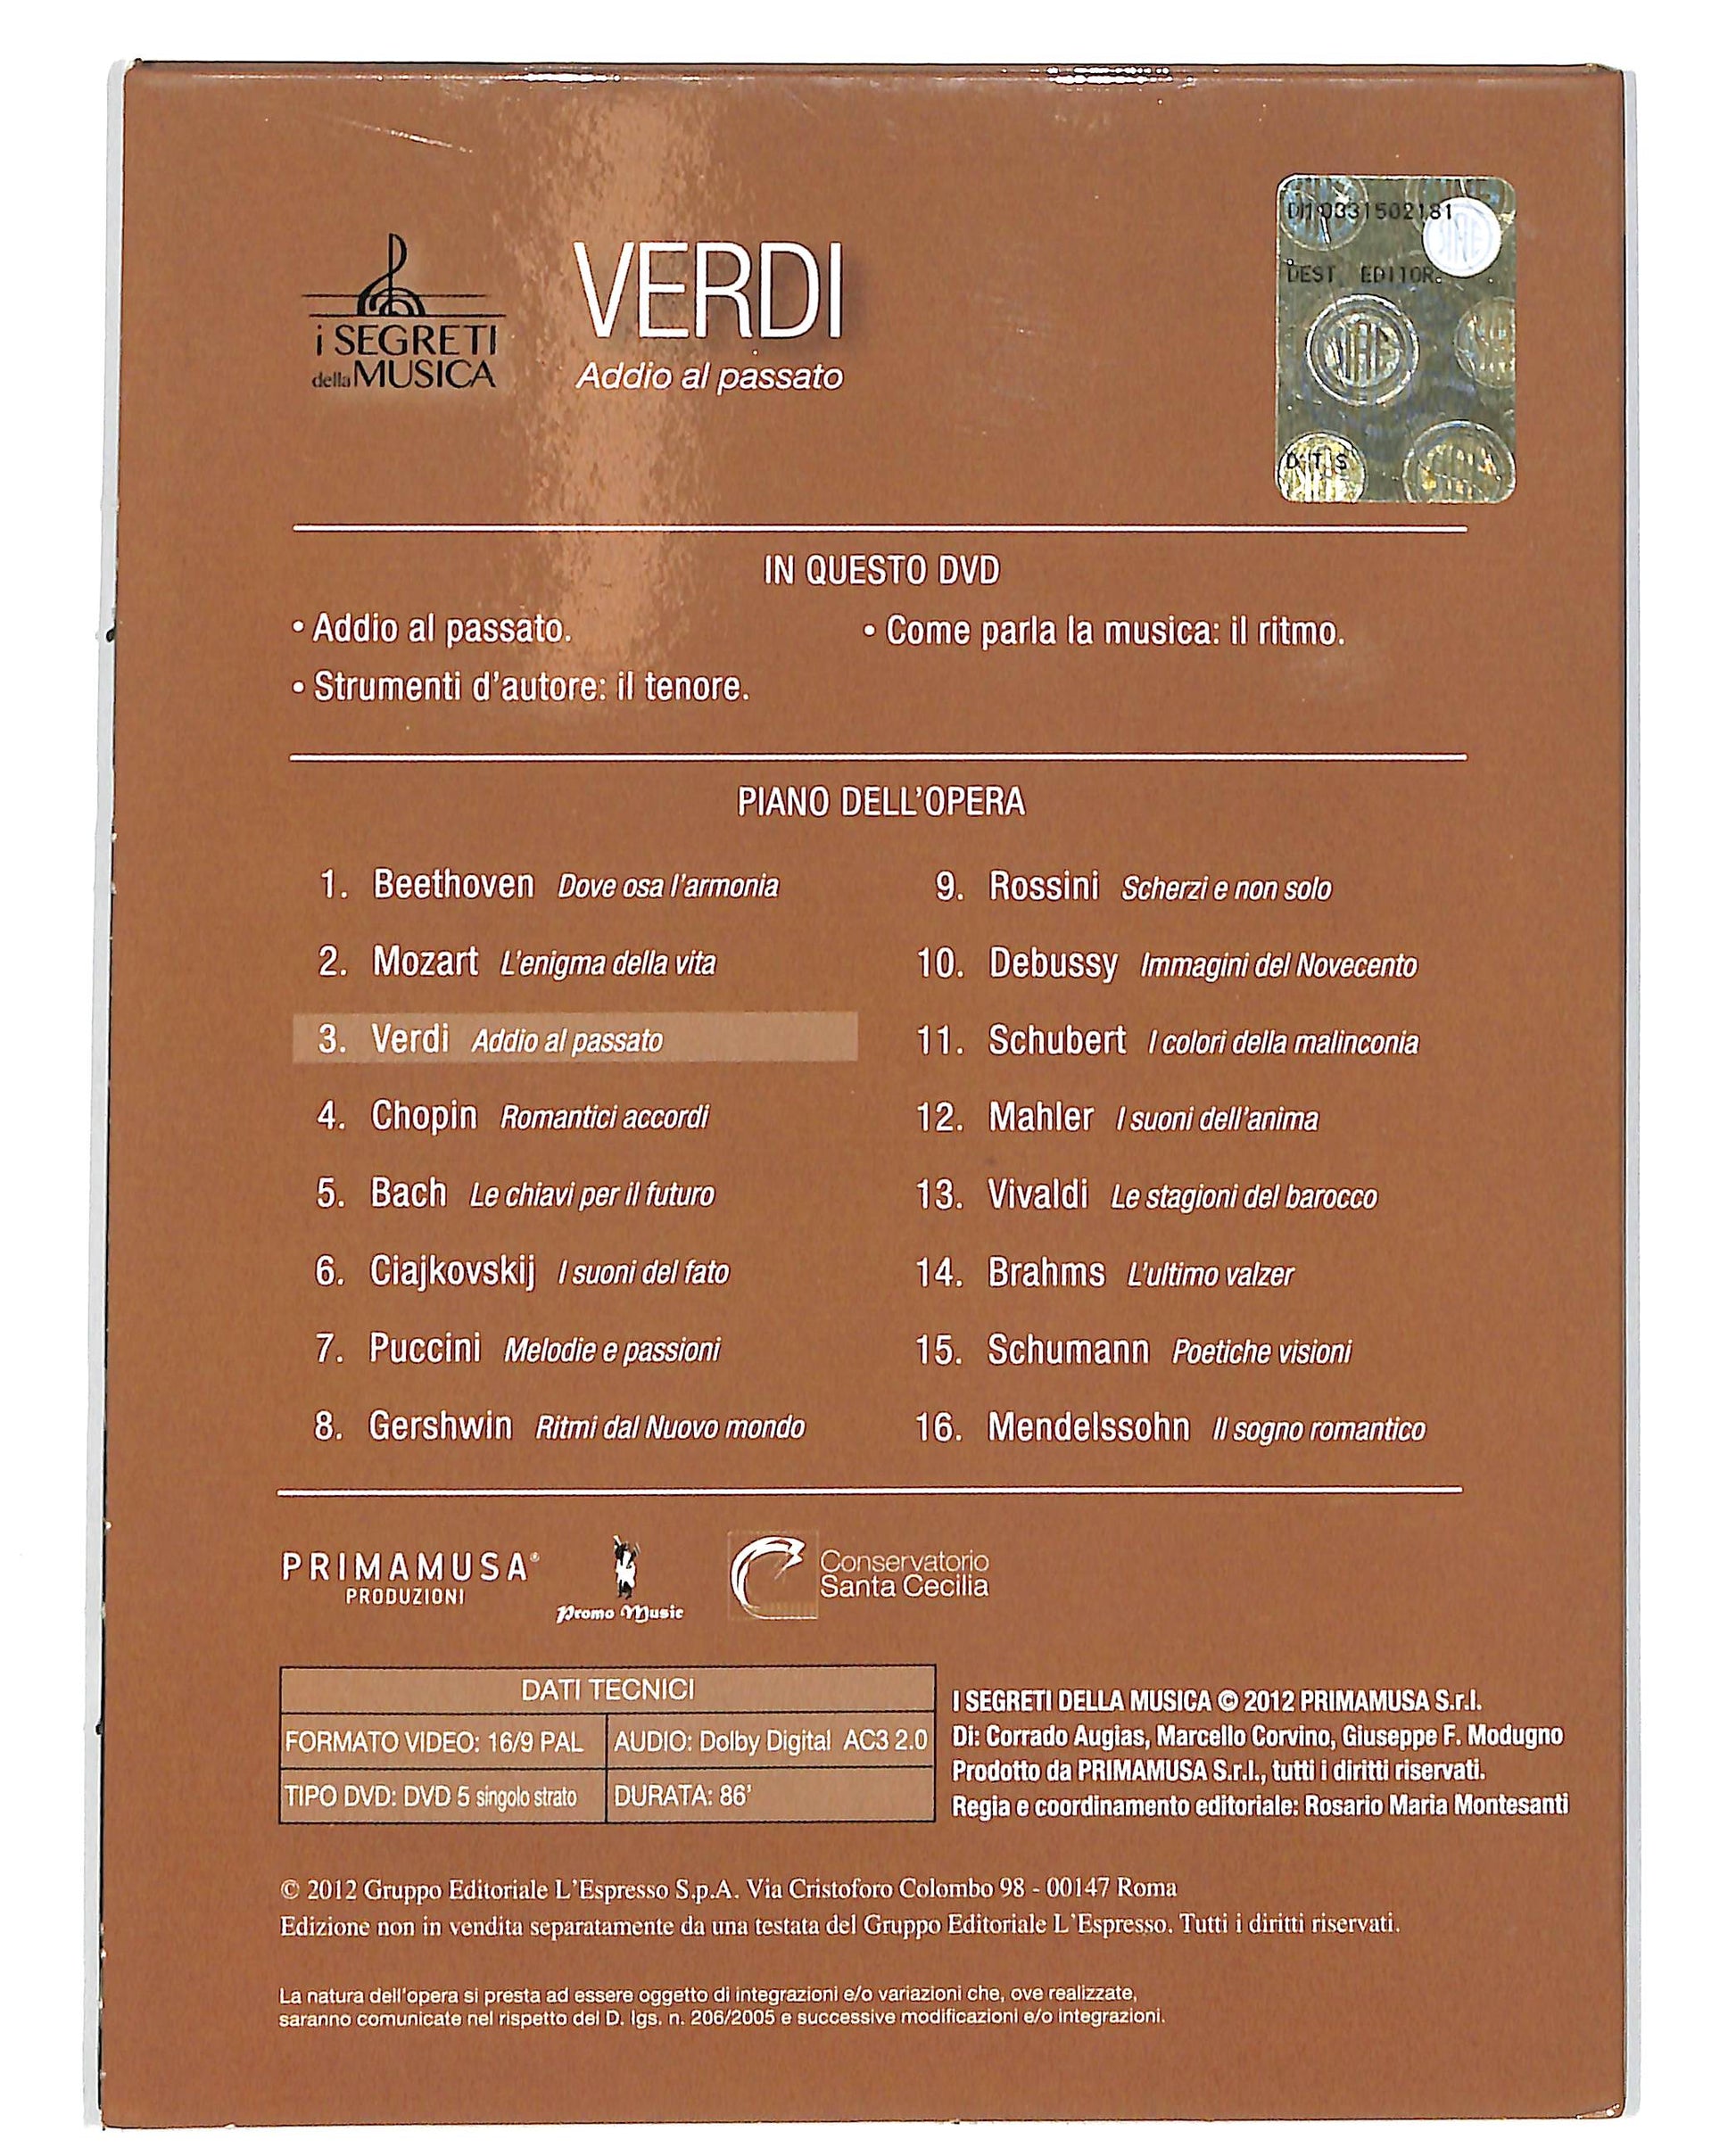 i SEGRETI
della MUSICA
VERDI
Addio al passato
DEST. EDITOR.
IN QUESTO DVD
• Addio al passato.
• Come parla la musica: il ritmo.
• Strumenti d'autore: il tenore.
PIANO DELL'OPERA
1. Beethoven Dove osa l'armonia
2. Mozart L'enigma della vita
3. Verdi Addio al passato
4. Chopin Romantici accordi
5. Bach Le chiavi per il futuro
6. Ciajkovskij I suoni del fato
7. Puccini Melodie e passioni
8. Gershwin Ritmi dal Nuovo mondo
9. Rossini Scherzi e non solo
10. Debussy Immagini del Novecento
11. Schubert I colori della malinconia
12. Mahler I suoni dell'anima
13. Vivaldi Le stagioni del barocco
14. Brahms L'ultimo valzer
15. Schumann Poetiche visioni
16. Mendelssohn Il sogno romantico
PRIMAMUSA®
PRODUZIONI
Promo Music
Conservatorio
Santa Cecilia
DATI TECNICI
FORMATO VIDEO: 16/9 PAL
AUDIO: Dolby Digital AC3 2.0
TIPO DVD: DVD 5 singolo strato
DURATA: 86'
I SEGRETI DELLA MUSICA © 2012 PRIMAMUSA S.r.l.
Di: Corrado Augias, Marcello Corvino, Giuseppe F. Modugno
Prodotto da PRIMAMUSA S.r.l., tutti i diritti riservati.
Regia e coordinamento editoriale: Rosario Maria Montesanti
© 2012 Gruppo Editoriale L'Espresso S.p.A. Via Cristoforo Colombo 98 - 00147 Roma
Edizione non in vendita separatamente da una testata del Gruppo Editoriale L'Espresso. Tutti i diritti riservati.
La natura dell'opera si presta ad essere oggetto di integrazioni e/o variazioni che, ove realizzate,
saranno comunicate nel rispetto del D. lgs. n. 206/2005 e successive modificazioni e/o integrazioni.